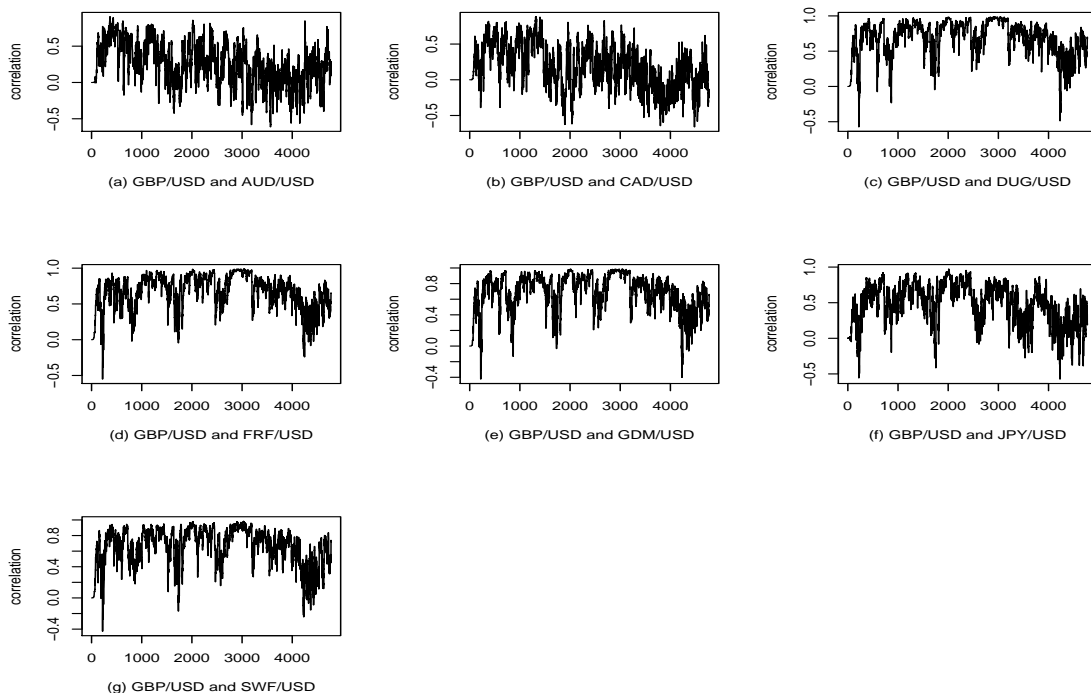 correlation
0.5
0.0
−0.5
0 1000 2000 3000 4000
(a) GBP/USD and AUD/USD
correlation
0.5
0.0
−0.5
0 1000 2000 3000 4000
(b) GBP/USD and CAD/USD
correlation
1.0
0.5
0.0
−0.5
0 1000 2000 3000 4000
(c) GBP/USD and DUG/USD
correlation
1.0
0.5
0.0
−0.5
0 1000 2000 3000 4000
(d) GBP/USD and FRF/USD
correlation
0.8
0.4
0.0
−0.4
0 1000 2000 3000 4000
(e) GBP/USD and GDM/USD
correlation
1.0
0.5
0.0
−0.5
0 1000 2000 3000 4000
(f) GBP/USD and JPY/USD
correlation
0.8
0.4
0.0
−0.4
0 1000 2000 3000 4000
(g) GBP/USD and SWF/USD